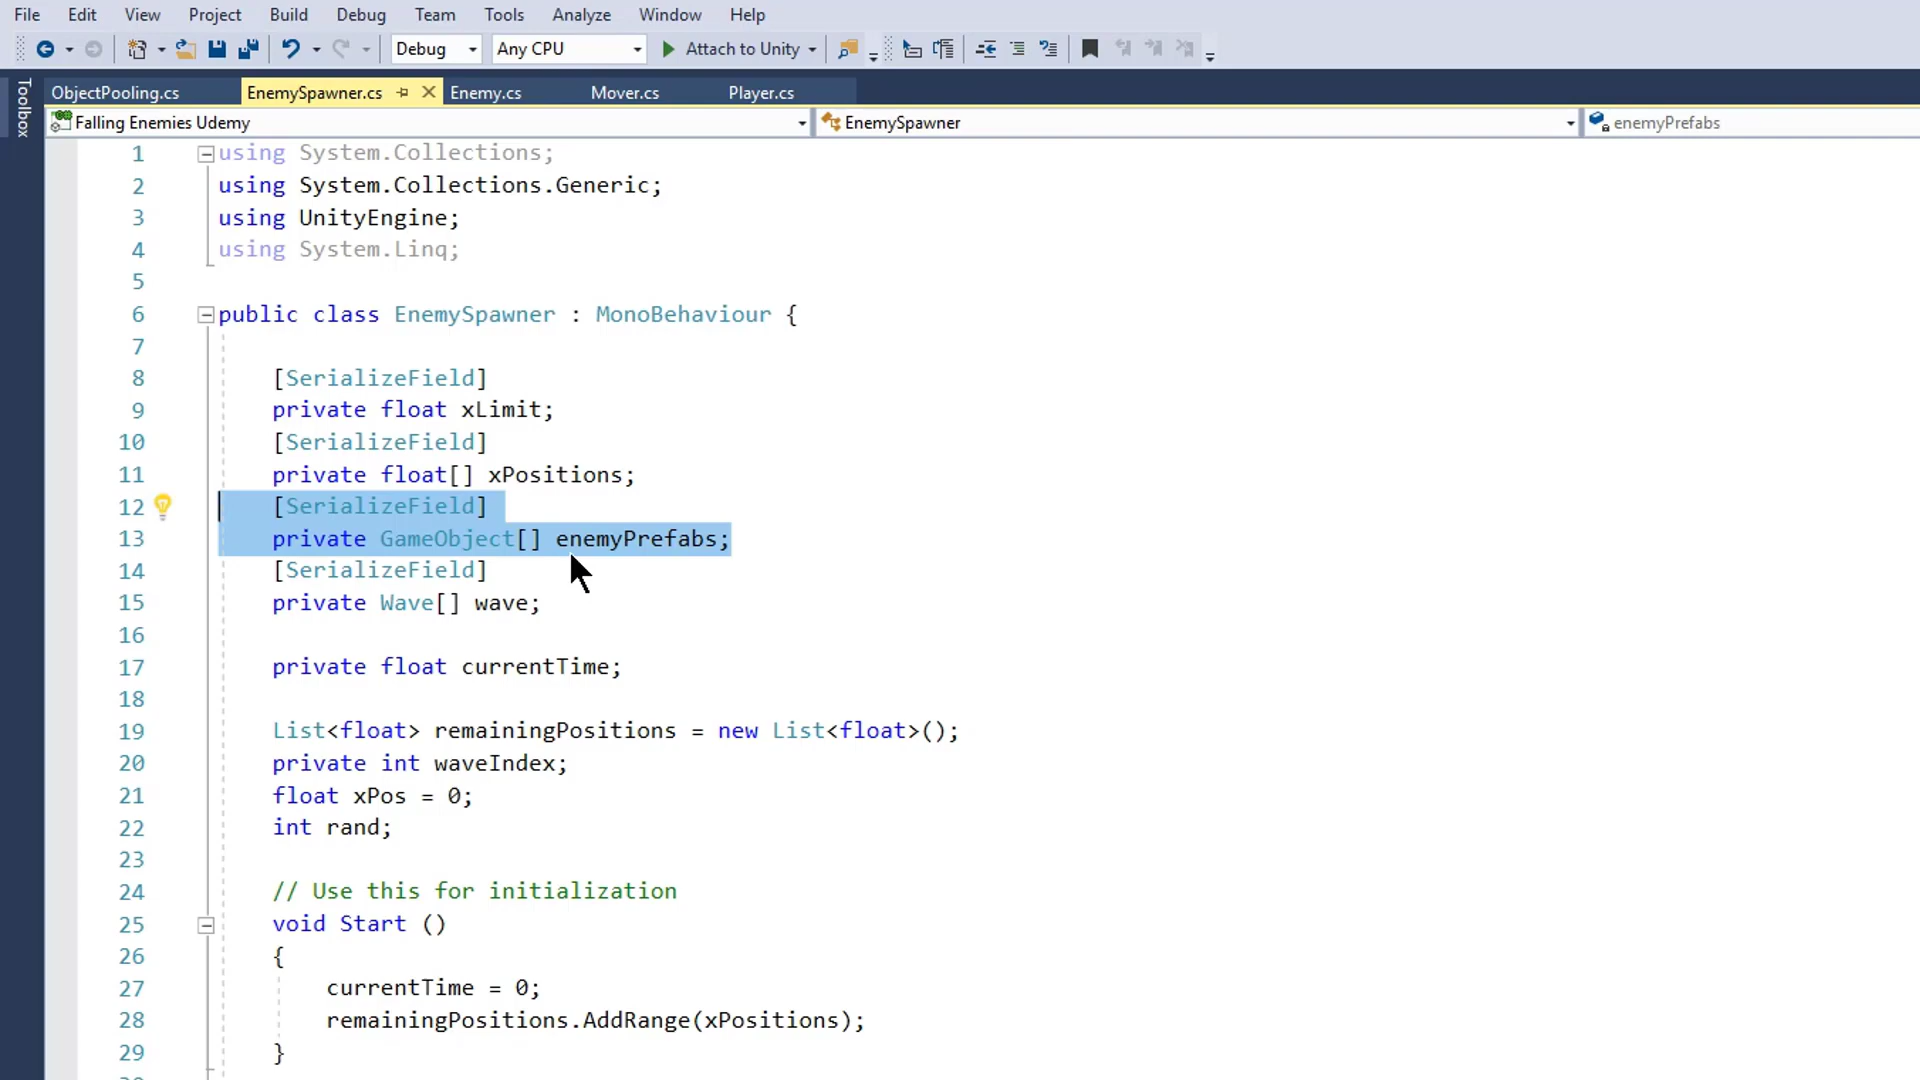 File Edit View Project Build Debug Team Tools Analyze Window Help
Debug Any CPU Attach to Unity
Toolbox
ObjectPooling.cs EnemySpawner.cs Enemy.cs Mover.cs Player.cs
Falling Enemies Udemy EnemySpawner enemyPrefabs
1 using System.Collections;
2 using System.Collections.Generic;
3 using UnityEngine;
4 using System.Linq;
5
6 public class EnemySpawner : MonoBehaviour {
7
8 [SerializeField]
9 private float xLimit;
10 [SerializeField]
11 private float[] xPositions;
12 [SerializeField]
13 private GameObject[] enemyPrefabs;
14 [SerializeField]
15 private Wave[] wave;
16
17 private float currentTime;
18
19 List<float> remainingPositions = new List<float>();
20 private int waveIndex;
21 float xPos = 0;
22 int rand;
23
24 // Use this for initialization
25 void Start ()
26 {
27 currentTime = 0;
28 remainingPositions.AddRange(xPositions);
29 }